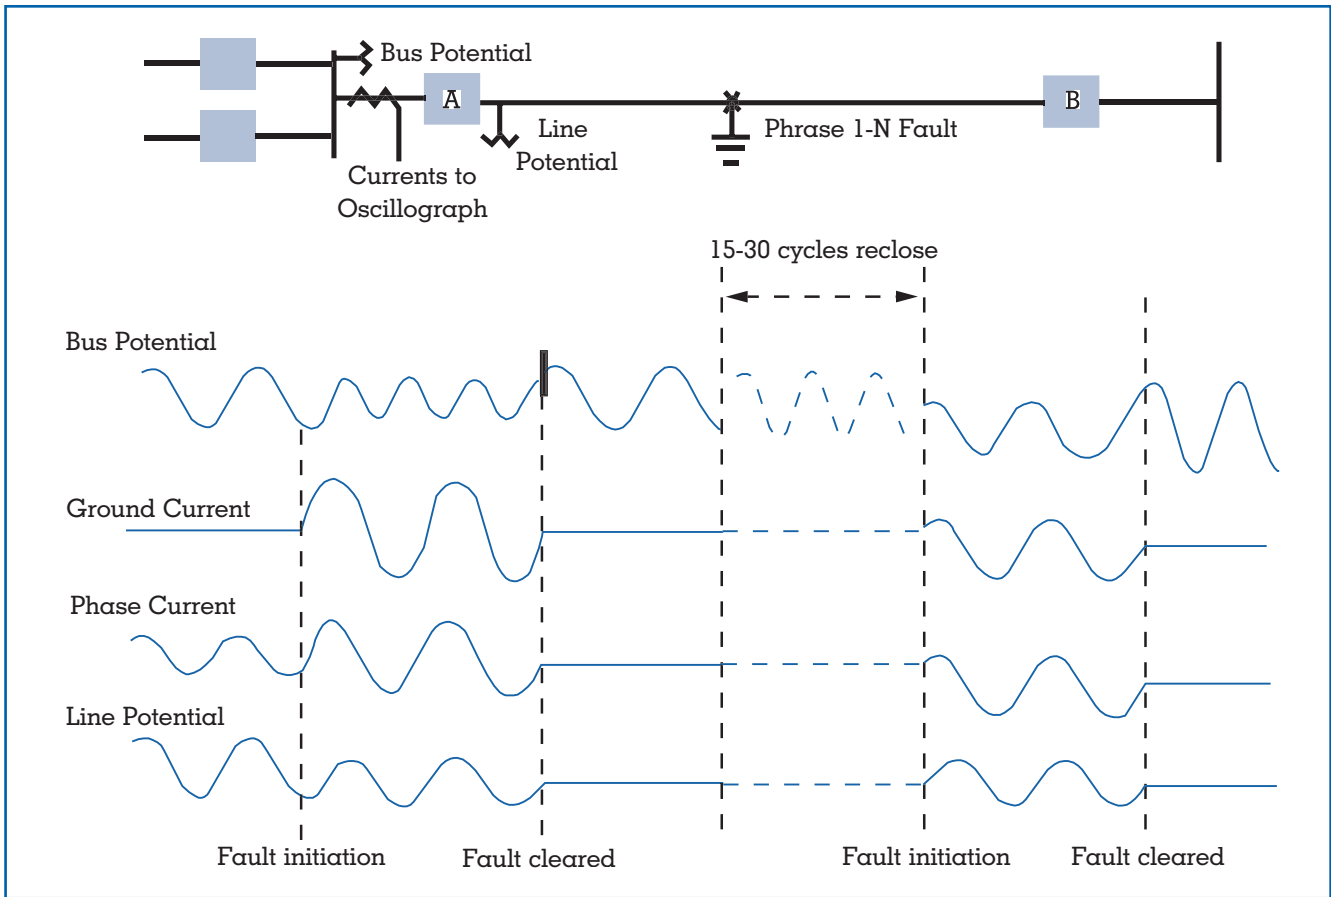 Bus Potential
A
B
Line
Potential
Phrase 1-N Fault
Currents to
Oscillograph
15-30 cycles reclose
Bus Potential
Ground Current
Phase Current
Line Potential
Fault initiation
Fault cleared
Fault initiation
Fault cleared